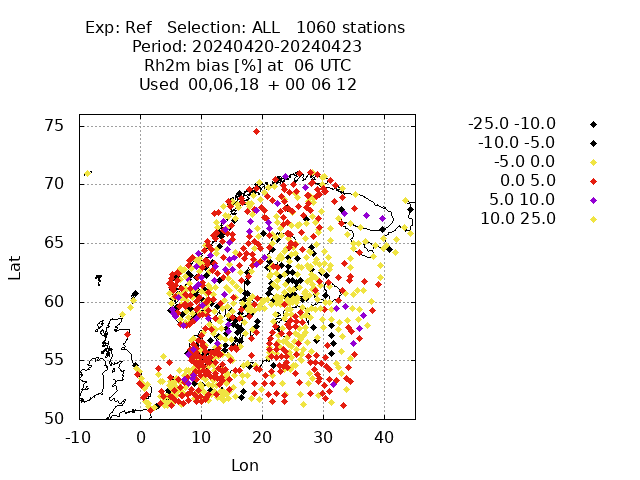 Exp: Ref   Selection: ALL   1060 stations
Period: 20240420-20240423
Rh2m bias [%] at  06 UTC
Used  00,06,18  + 00 06 12
-25.0 -10.0
-10.0 -5.0
-5.0 0.0
0.0 5.0
5.0 10.0
10.0 25.0
75
70
65
60
55
50
Lat
-10 0 10 20 30 40
Lon